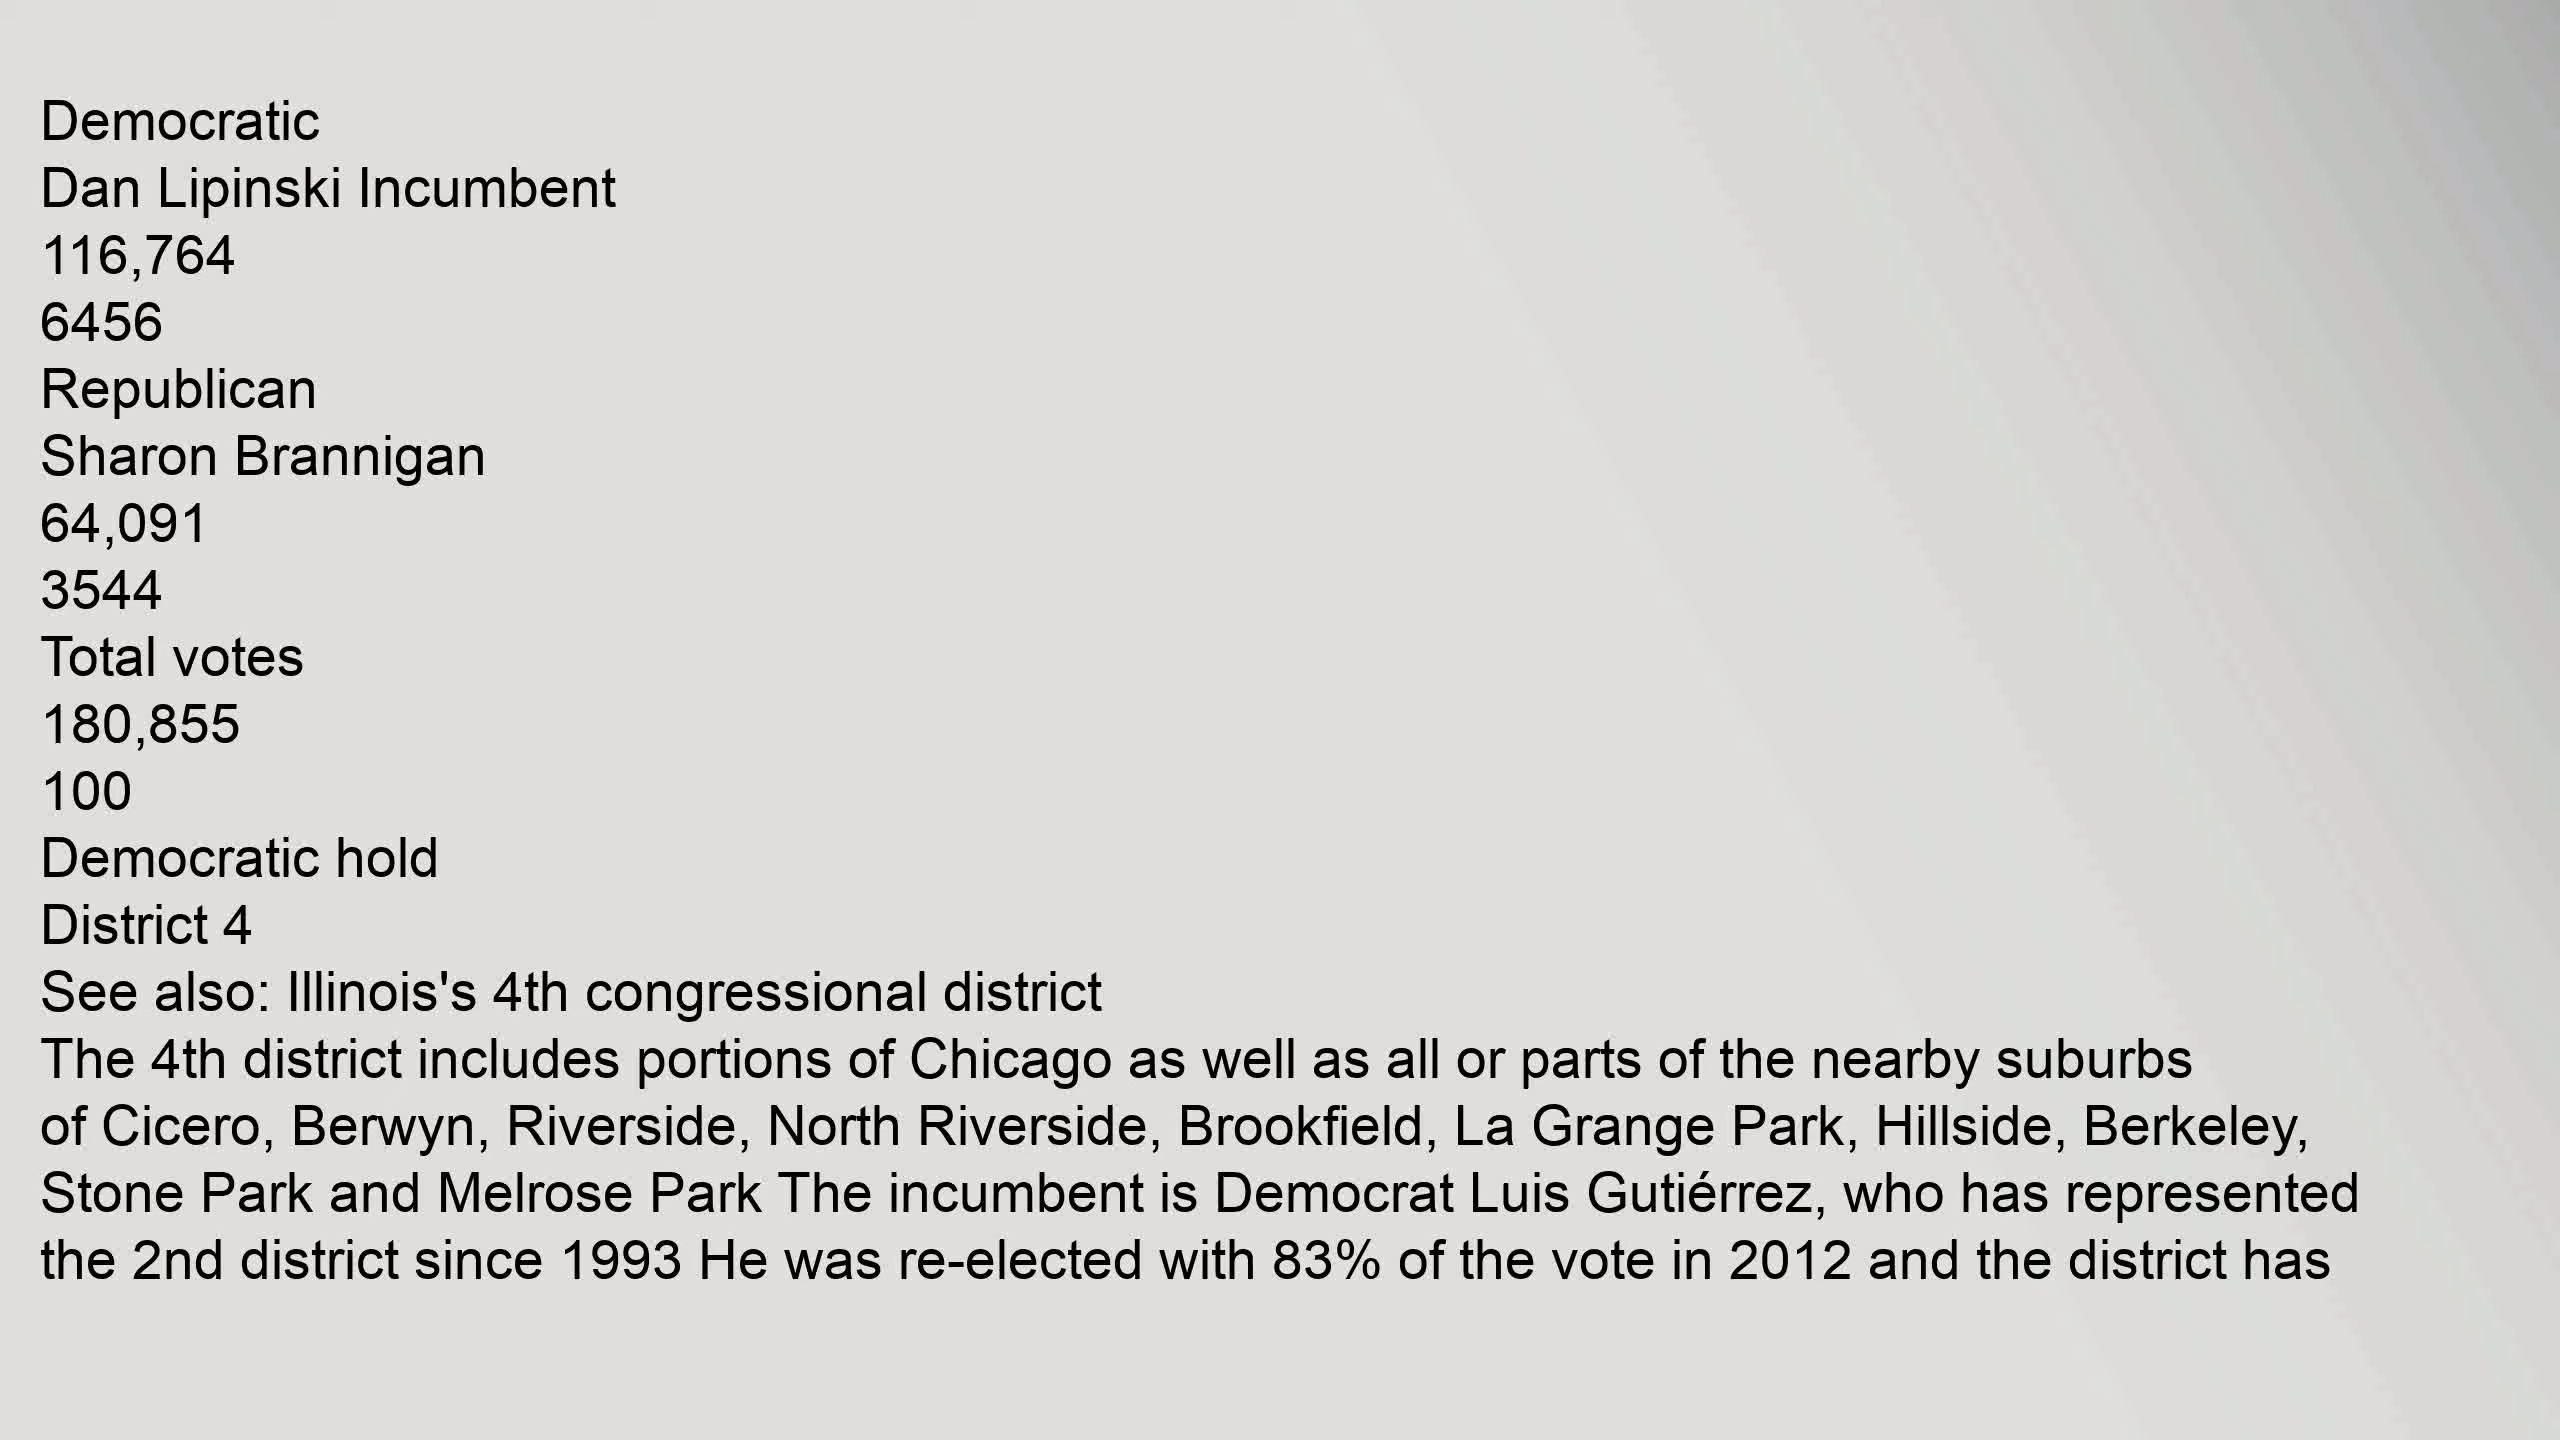 Democratic
Dan Lipinski Incumbent
116,764
6456
Republican
Sharon Brannigan
64,091
3544
Total votes
180,855
100
Democratic hold
District 4
See also: Illinois's 4th congressional district
The 4th district includes portions of Chicago as well as all or parts of the nearby suburbs
of Cicero, Berwyn, Riverside, North Riverside, Brookfield, La Grange Park, Hillside, Berkeley,
Stone Park and Melrose Park The incumbent is Democrat Luis Gutiérrez, who has represented
the 2nd district since 1993 He was re-elected with 83% of the vote in 2012 and the district has